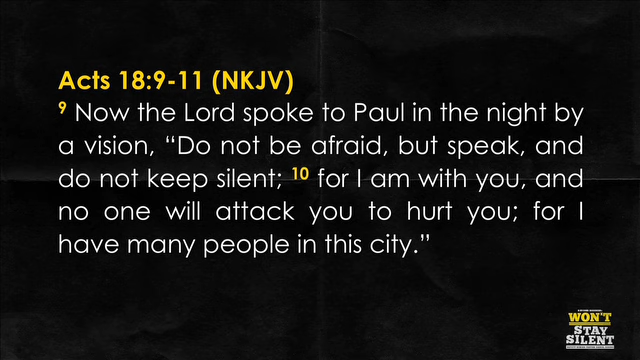 Acts 18:9-11 (NKJV)
9 Now the Lord spoke to Paul in the night by
a vision, “Do not be afraid, but speak, and
do not keep silent; 10 for I am with you, and
no one will attack you to hurt you; for I
have many people in this city.”
WON'T
STAY
SILENT